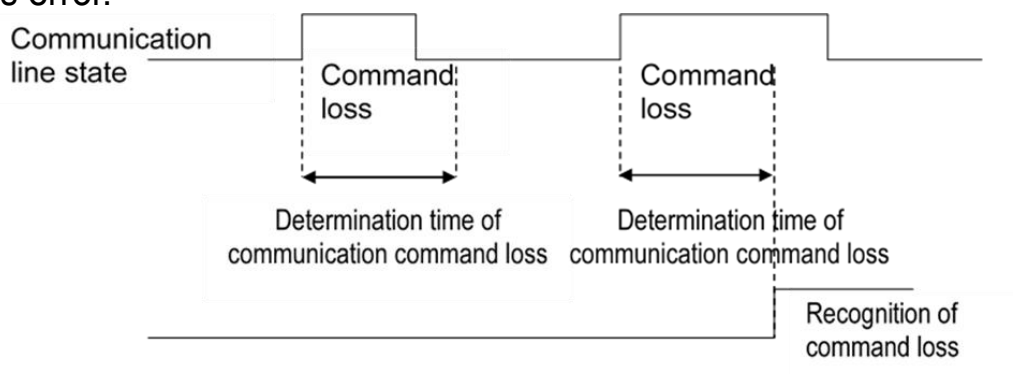 error.
Communication
line state
Command
loss
Command
loss
Determination time of
communication command loss
Determination time of
communication command loss
Recognition of
command loss